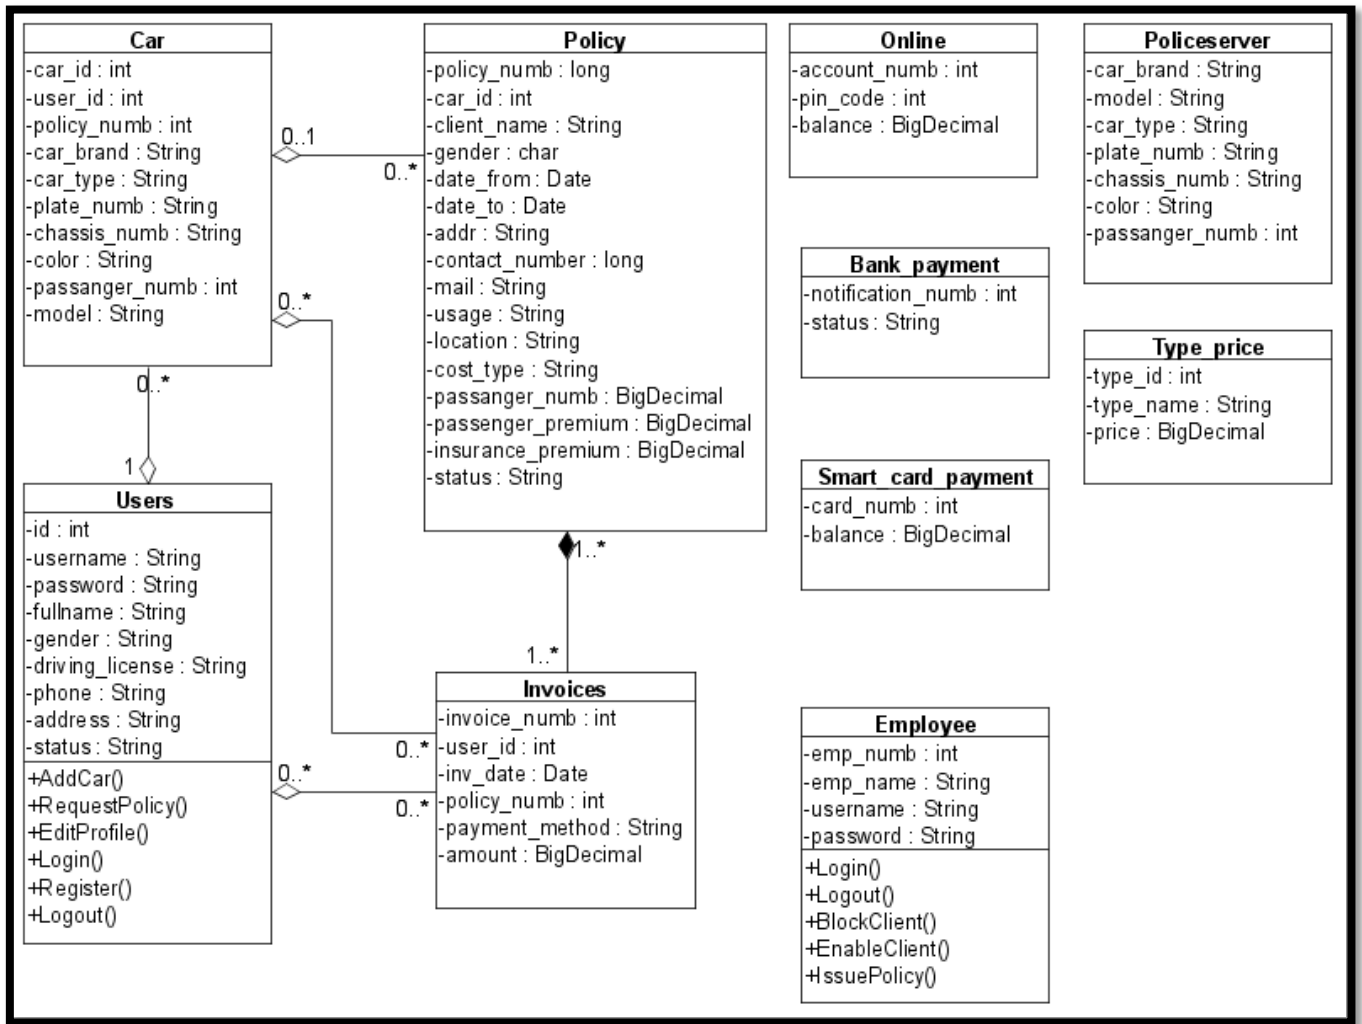 Car
-car_id : int
-user_id : int
-policy_numb : int
-car_brand : String
-car_type : String
-plate_numb : String
-chassis_numb : String
-color : String
-passanger_numb : int
-model : String
0..1
0..*
0..*
0..*
1
Policy
-policy_numb : long
-car_id : int
-client_name : String
-gender : char
-date_from : Date
-date_to : Date
-addr : String
-contact_number : long
-mail : String
-usage : String
-location : String
-cost_type : String
-passanger_numb : BigDecimal
-passenger_premium : BigDecimal
-insurance_premium : BigDecimal
-status : String
1..*
1..*
Online
-account_numb : int
-pin_code : int
-balance : BigDecimal
Policeserver
-car_brand : String
-model : String
-car_type : String
-plate_numb : String
-chassis_numb : String
-color : String
-passanger_numb : int
Bank_payment
-notification_numb : int
-status : String
Type_price
-type_id : int
-type_name : String
-price : BigDecimal
Smart_card_payment
-card_numb : int
-balance : BigDecimal
Users
-id : int
-username : String
-password : String
-fullname : String
-gender : String
-driving_license : String
-phone : String
-address : String
-status : String
+AddCar()
+RequestPolicy()
+EditProfile()
+Login()
+Register()
+Logout()
0..*
0..*
0..*
Invoices
-invoice_numb : int
-user_id : int
-inv_date : Date
-policy_numb : int
-payment_method : String
-amount : BigDecimal
Employee
-emp_numb : int
-emp_name : String
-username : String
-password : String
+Login()
+Logout()
+BlockClient()
+EnableClient()
+IssuePolicy()